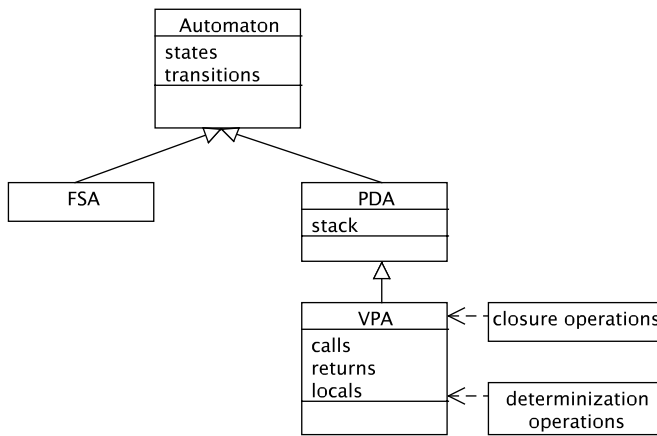 Automaton
states
transitions
FSA
PDA
stack
VPA
calls
returns
locals
closure operations
determinization
operations